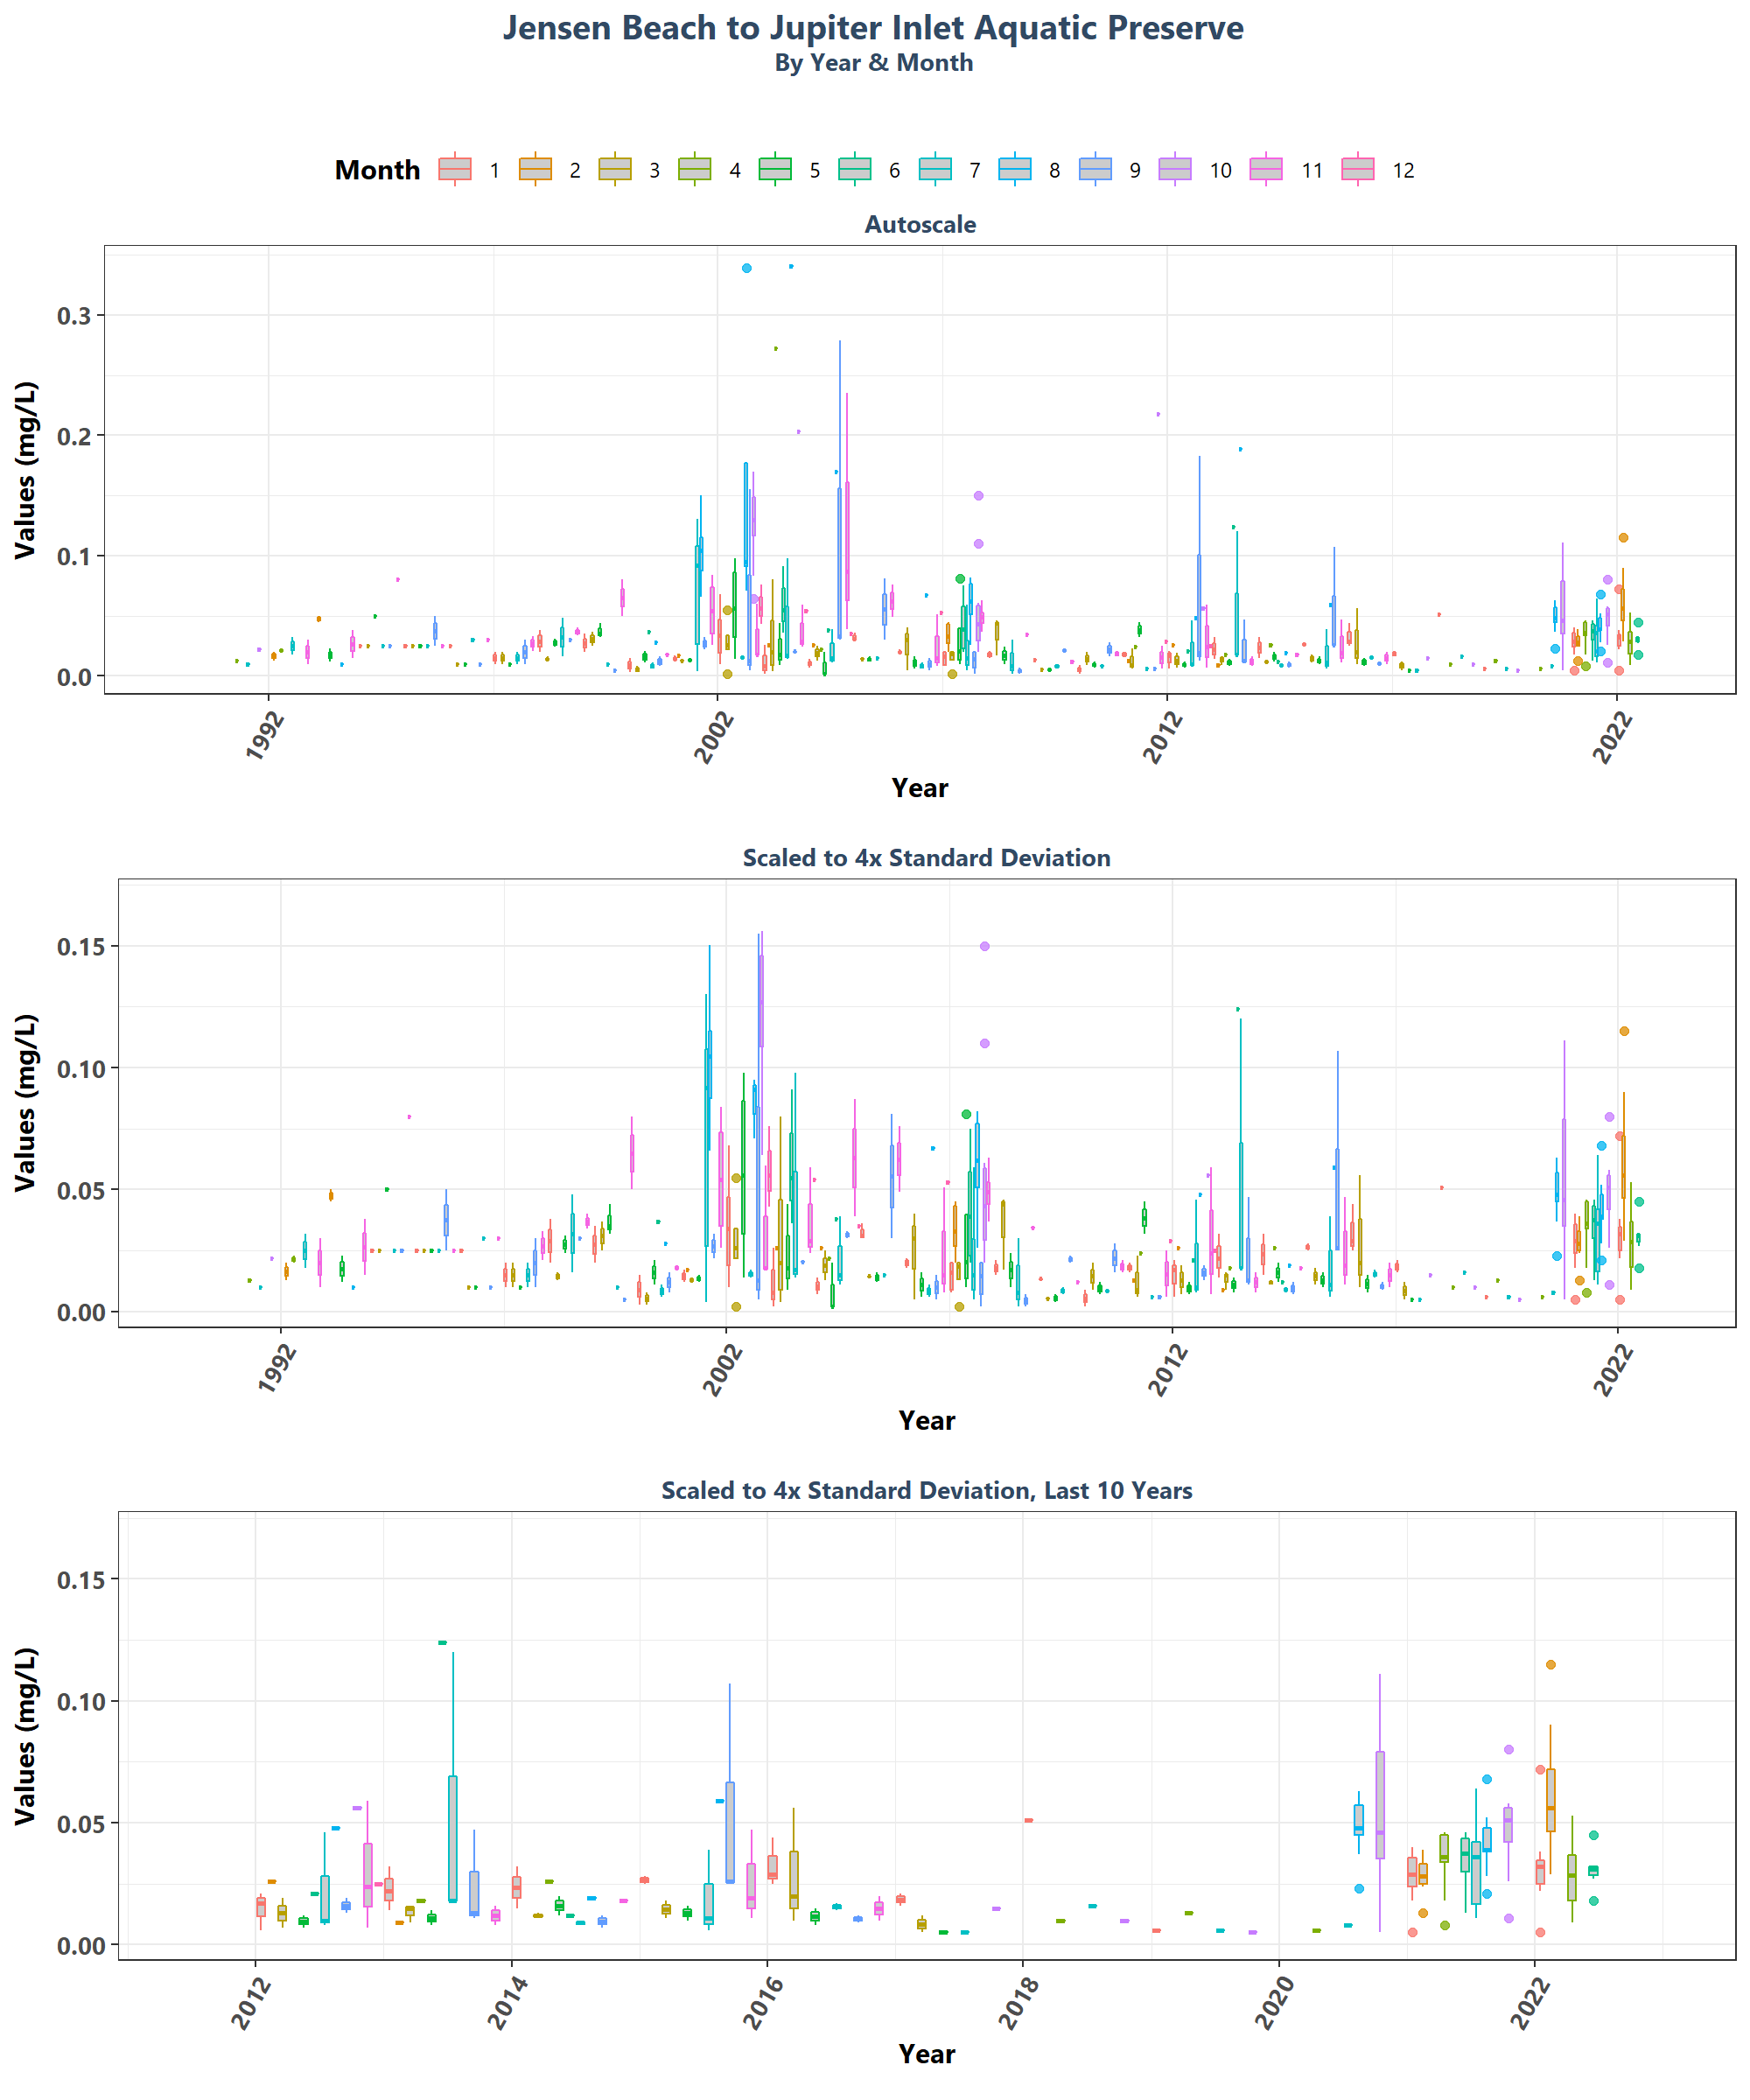 Jensen Beach to Jupiter Inlet Aquatic Preserve
By Year & Month
Month 1 2 3 4 5 6 7 8 9 10 11 12
Autoscale
Values (mg/L)
0.3
0.2
0.1
0.0
1992 2002 2012 2022
Year
Scaled to 4x Standard Deviation
Values (mg/L)
0.15
0.10
0.05
0.00
1992 2002 2012 2022
Year
Scaled to 4x Standard Deviation, Last 10 Years
Values (mg/L)
0.15
0.10
0.05
0.00
2012 2014 2016 2018 2020 2022
Year